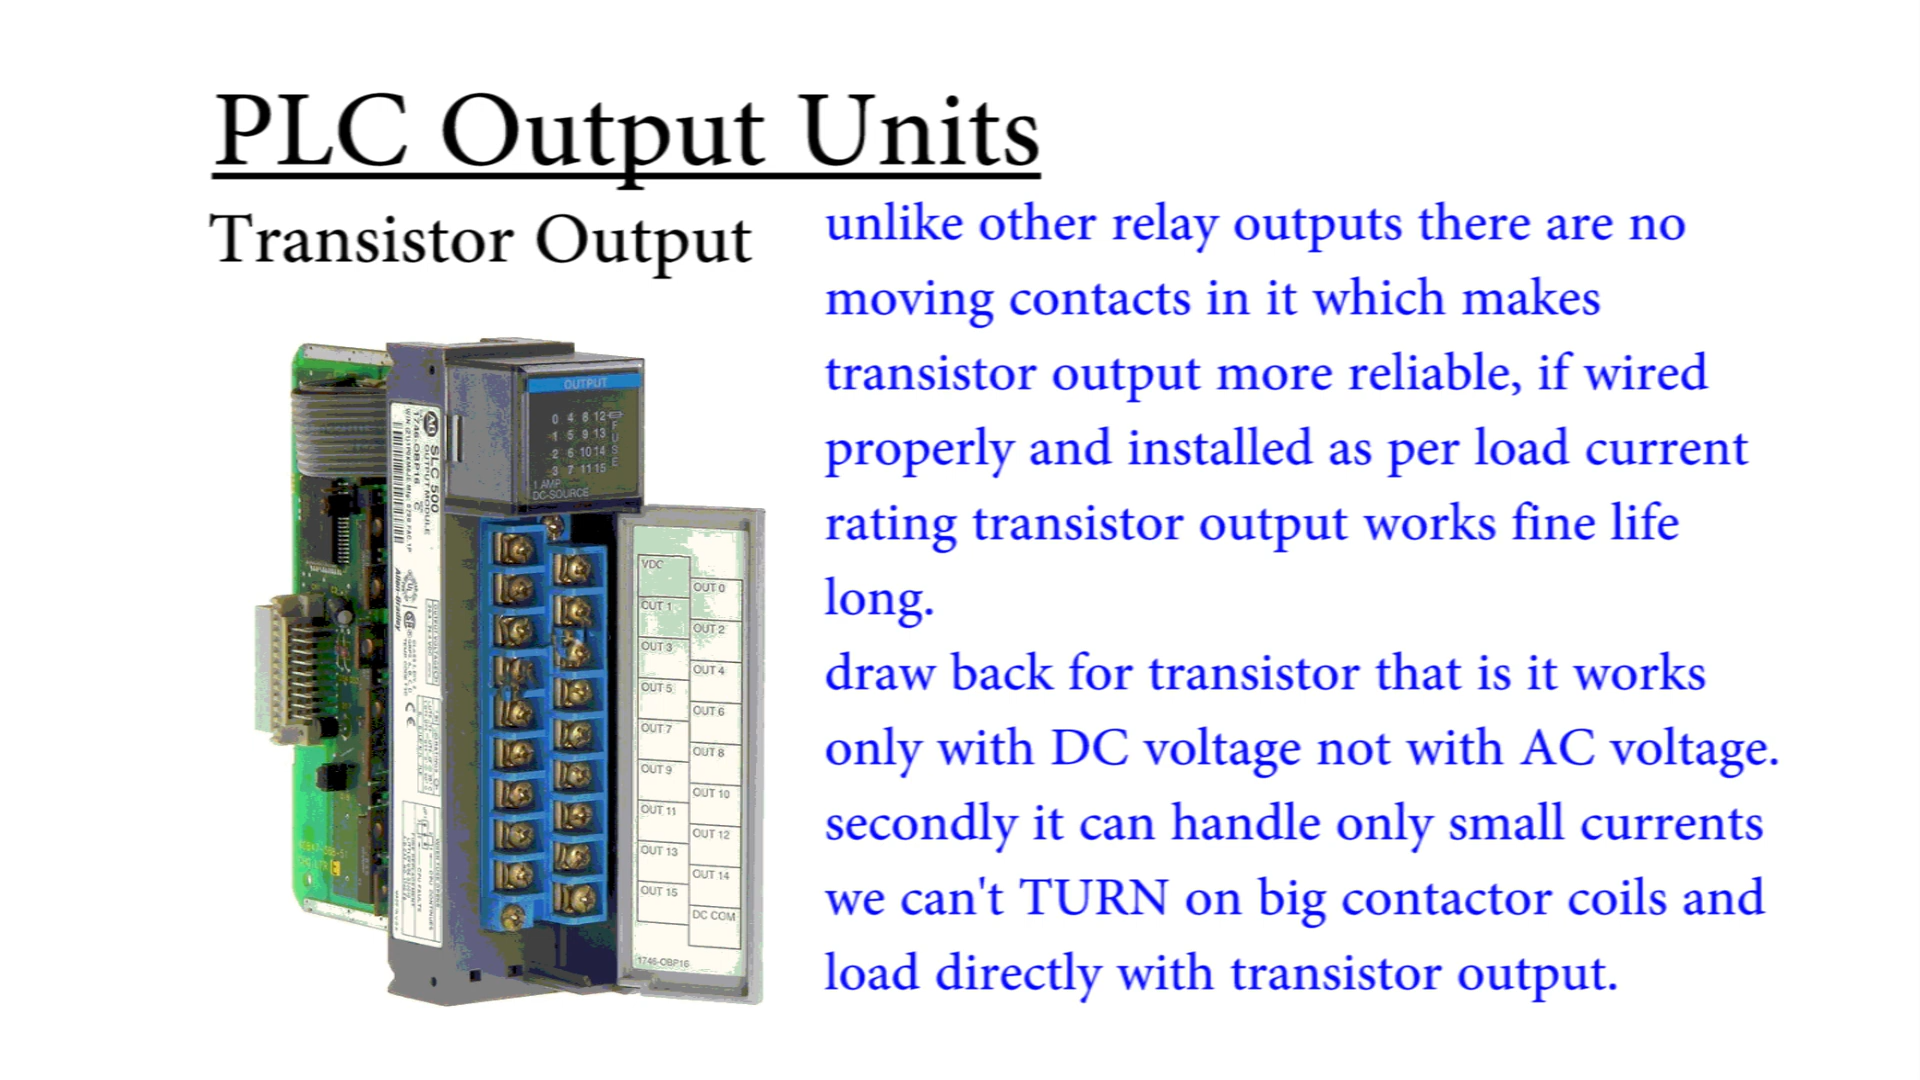 PLC Output Units
Transistor Output
unlike other relay outputs there are no
moving contacts in it which makes
transistor output more reliable, if wired
properly and installed as per load current
rating transistor output works fine life
long.
draw back for transistor that is it works
only with DC voltage not with AC voltage.
secondly it can handle only small currents
we can't TURN on big contactor coils and
load directly with transistor output.
OUTPUT
0 4 8 12
1 5 9 13
2 6 10 14
3 7 11 15
FUSE
1 AMP
DC-SOURCE
SLC 500
OUTPUT MODULE
1746-OBP16
Allen-Bradley
VDC
OUT 0
OUT 1
OUT 2
OUT 3
OUT 4
OUT 5
OUT 6
OUT 7
OUT 8
OUT 9
OUT 10
OUT 11
OUT 12
OUT 13
OUT 14
OUT 15
DC COM
1746-OBP16